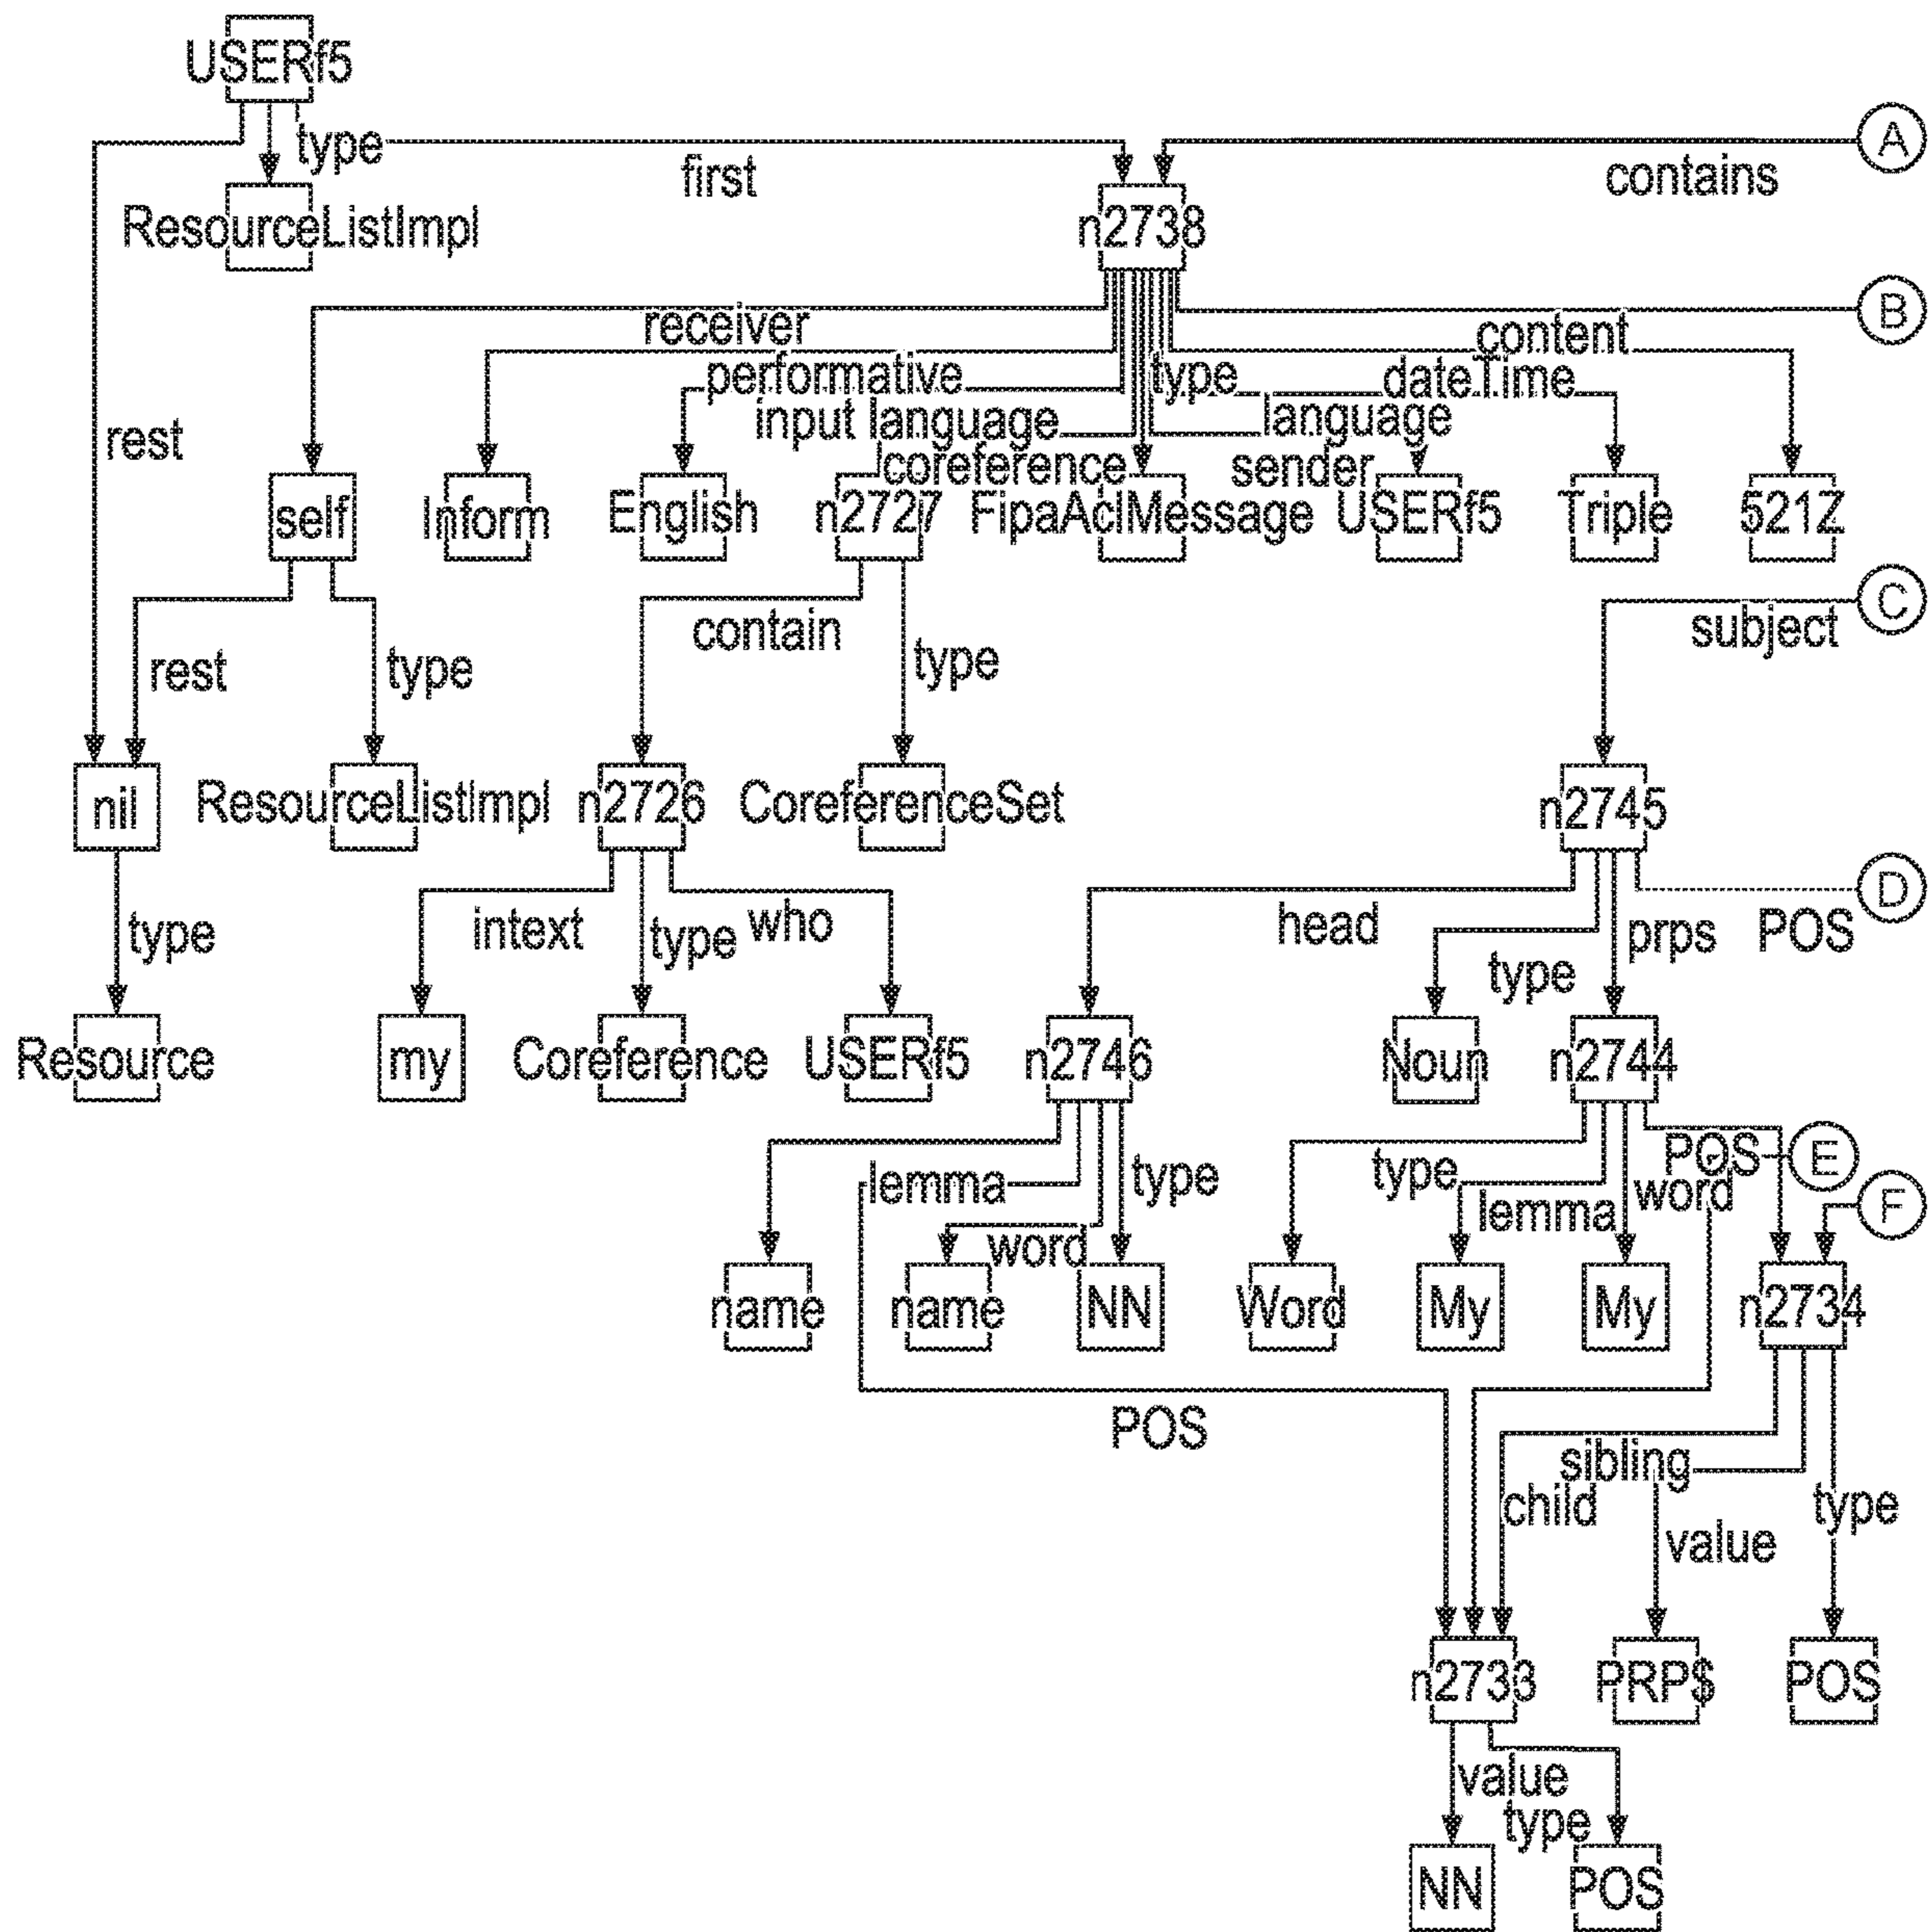 USERf5
type
first
contains
A
ResourceListImpl
n2738
receiver
content
B
performative
type
dateTime
input language
language
rest
coreference
sender
self
Inform
English
n2727
FipaAclMessage
USERf5
Triple
521Z
C
contain
subject
rest
type
type
nil
ResourceListImpl
n2726
CoreferenceSet
n2745
D
type
intext
type
who
head
type
prps
POS
Resource
my
Coreference
USERf5
n2746
Noun
n2744
lemma
type
type
POS
E
lemma
word
F
word
name
name
NN
Word
My
My
n2734
POS
sibling
child
type
value
n2733
PRP$
POS
value
type
NN
POS